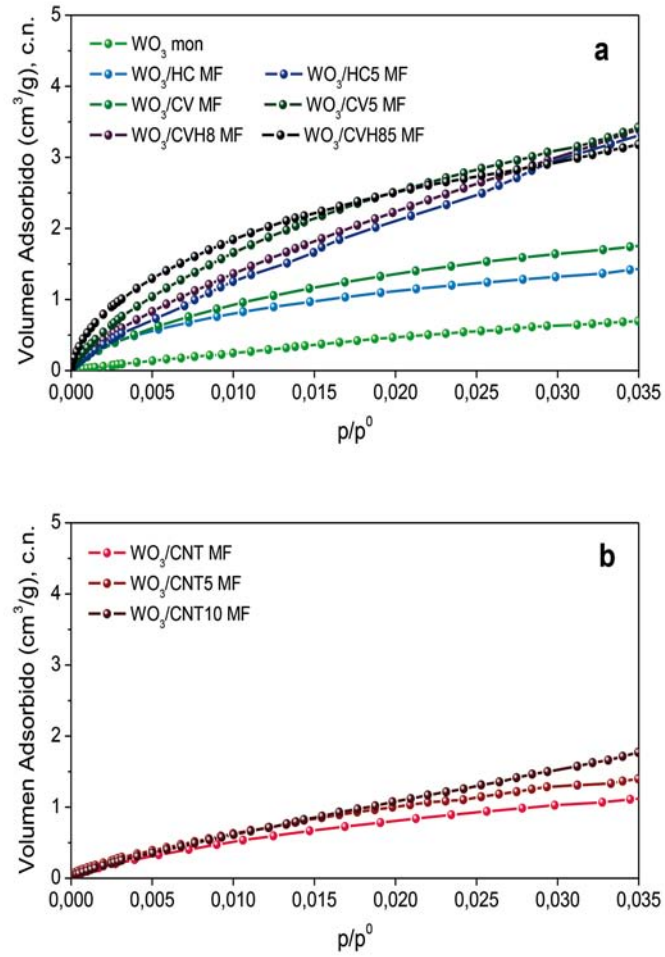 a
WO3 mon
WO3/HC MF WO3/HC5 MF
WO3/CV MF WO3/CV5 MF
WO3/CVH8 MF WO3/CVH85 MF
Volumen Adsorbido (cm³/g), c.n.
5
4
3
2
1
0
0,000 0,005 0,010 0,015 0,020 0,025 0,030 0,035
p/p⁰
b
WO3/CNT MF
WO3/CNT5 MF
WO3/CNT10 MF
Volumen Adsorbido (cm³/g), c.n.
5
4
3
2
1
0
0,000 0,005 0,010 0,015 0,020 0,025 0,030 0,035
p/p⁰